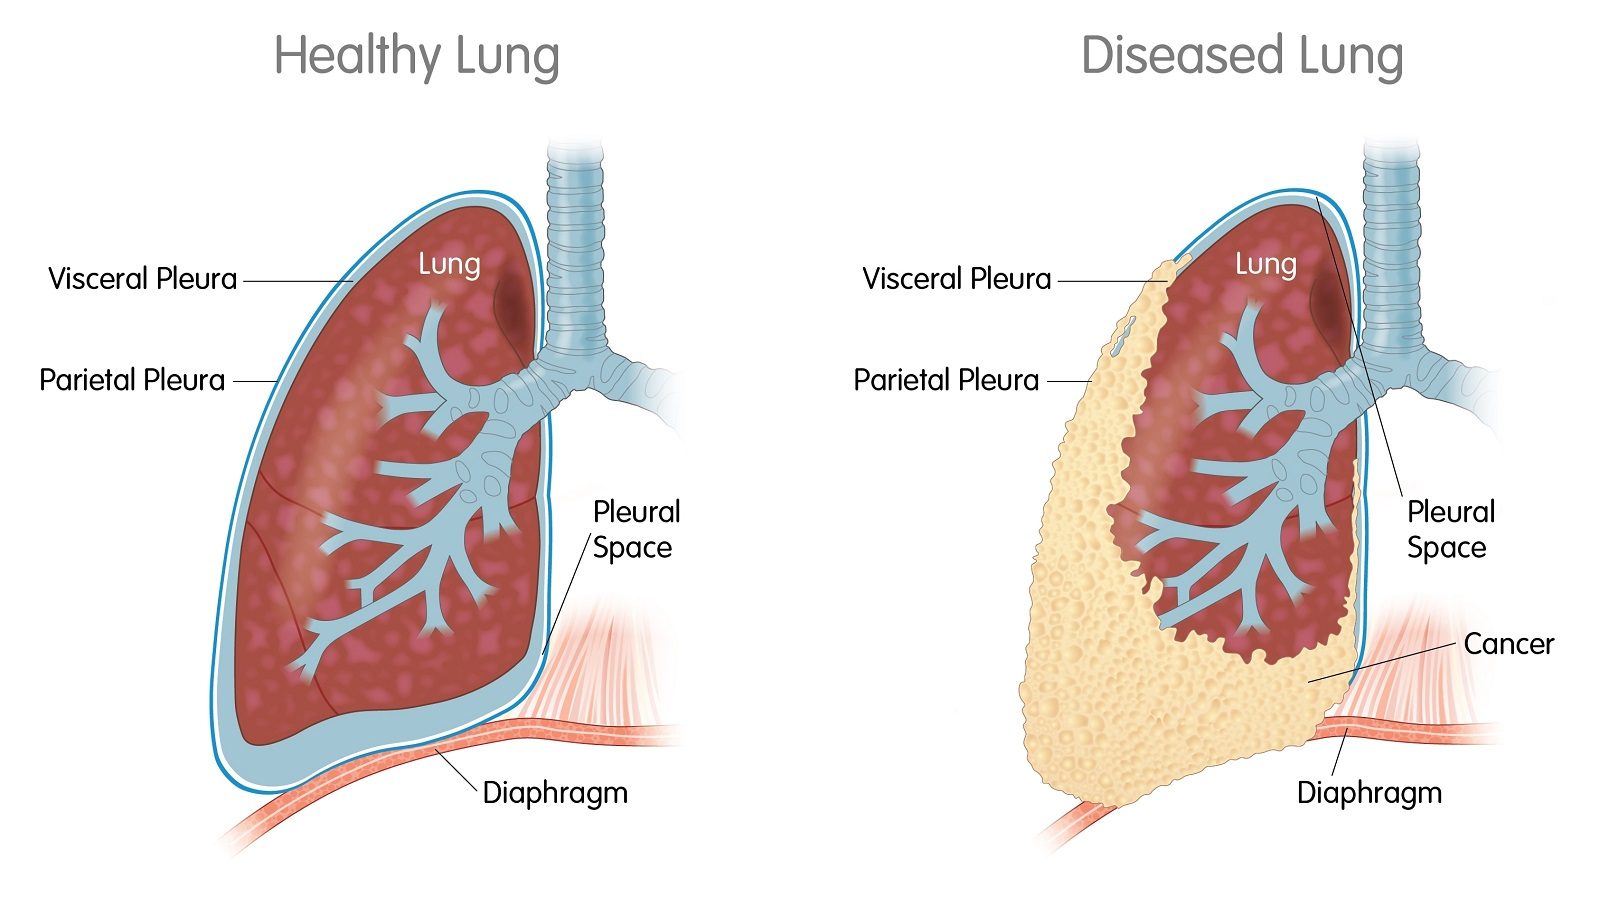 Healthy Lung
Lung
Visceral Pleura
Parietal Pleura
Pleural
Space
Diaphragm
Diseased Lung
Lung
Visceral Pleura
Parietal Pleura
Pleural
Space
Cancer
Diaphragm